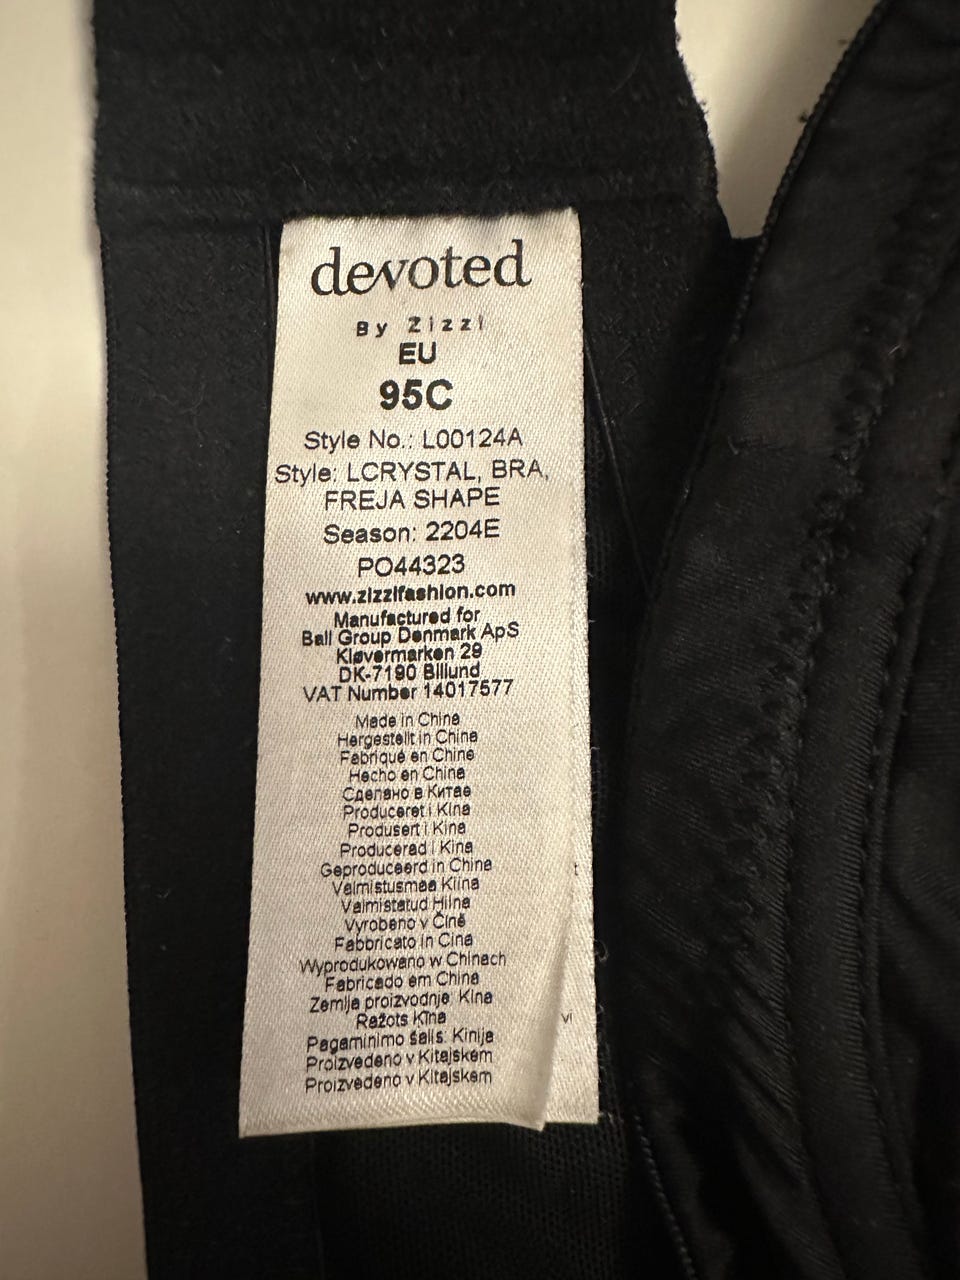 devoted
By Zizzi
EU
95C
Style No.: L00124A
Style: LCRYSTAL, BRA,
FREJA SHAPE
Season: 2204E
PO44323
www.zizzifashion.com
Manufactured for
Ball Group Denmark ApS
Kløvermarken 29
DK-7190 Billund
VAT Number 14017577
Made in China
Hergestellt in China
Fabriqué en Chine
Hecho en China
Сделано в Китае
Produceret i Kina
Produsert i Kina
Producerad i Kina
Geproduceerd in China
Valmistusmaa Kiina
Valmistatud Hiina
Vyrobeno v Číně
Fabbricato in Cina
Wyprodukowano w Chinach
Fabricado em China
Zemlja proizvodnje: Kina
Ražots Ķīna
Pagaminimo šalis: Kinija
Proizvedeno v Kitajskem
Proizvedeno v Kitajskem